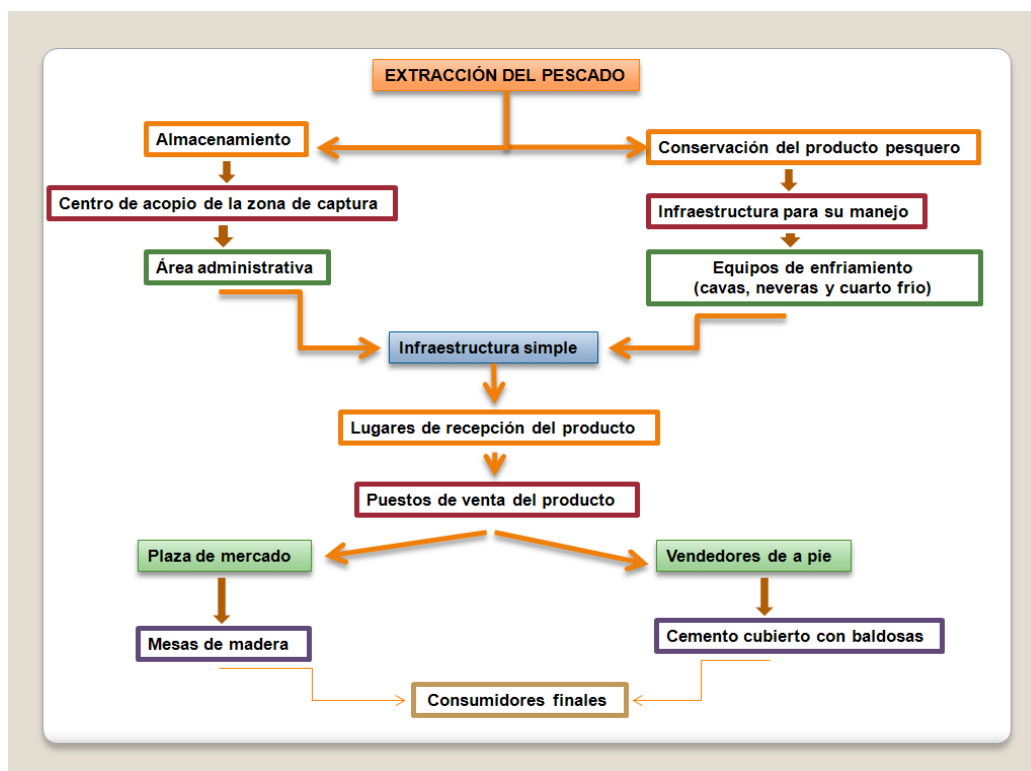 EXTRACCIÓN DEL PESCADO
Almacenamiento
Conservación del producto pesquero
Centro de acopio de la zona de captura
Infraestructura para su manejo
Área administrativa
Equipos de enfriamiento
(cavas, neveras y cuarto frio)
Infraestructura simple
Lugares de recepción del producto
Puestos de venta del producto
Plaza de mercado
Vendedores de a pie
Mesas de madera
Cemento cubierto con baldosas
Consumidores finales